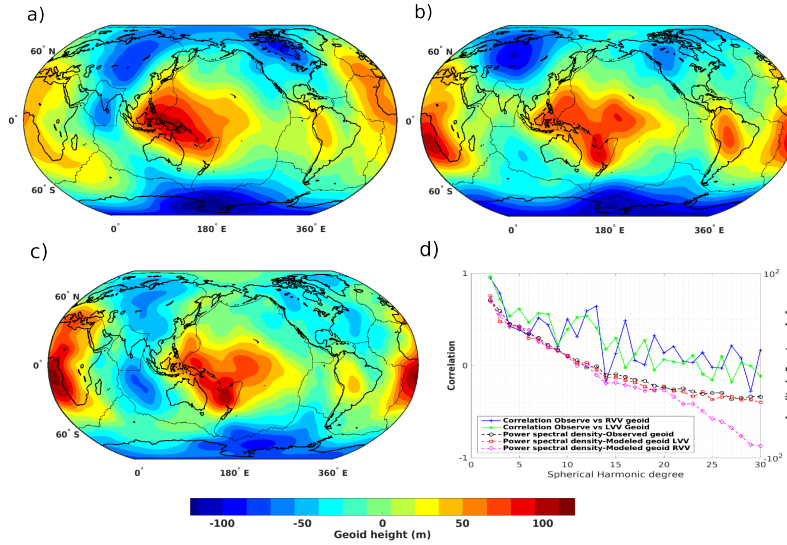 a)
b)
60° N
0°
60° S
0°
180° E
360° E
60° N
0°
60° S
0°
180° E
360° E
c)
d)
60° N
0°
60° S
0°
180° E
360° E
1
0
-1
Correlation
10²
-10²
0
5
10
15
20
25
30
Spherical Harmonic degree
Correlation Observe vs RVV geoid
Correlation Observe vs LVV Geoid
Power spectral density-Observed geoid
Power spectral density-Modeled geoid LVV
Power spectral density-Modeled geoid RVV
-100
-50
0
50
100
Geoid height (m)